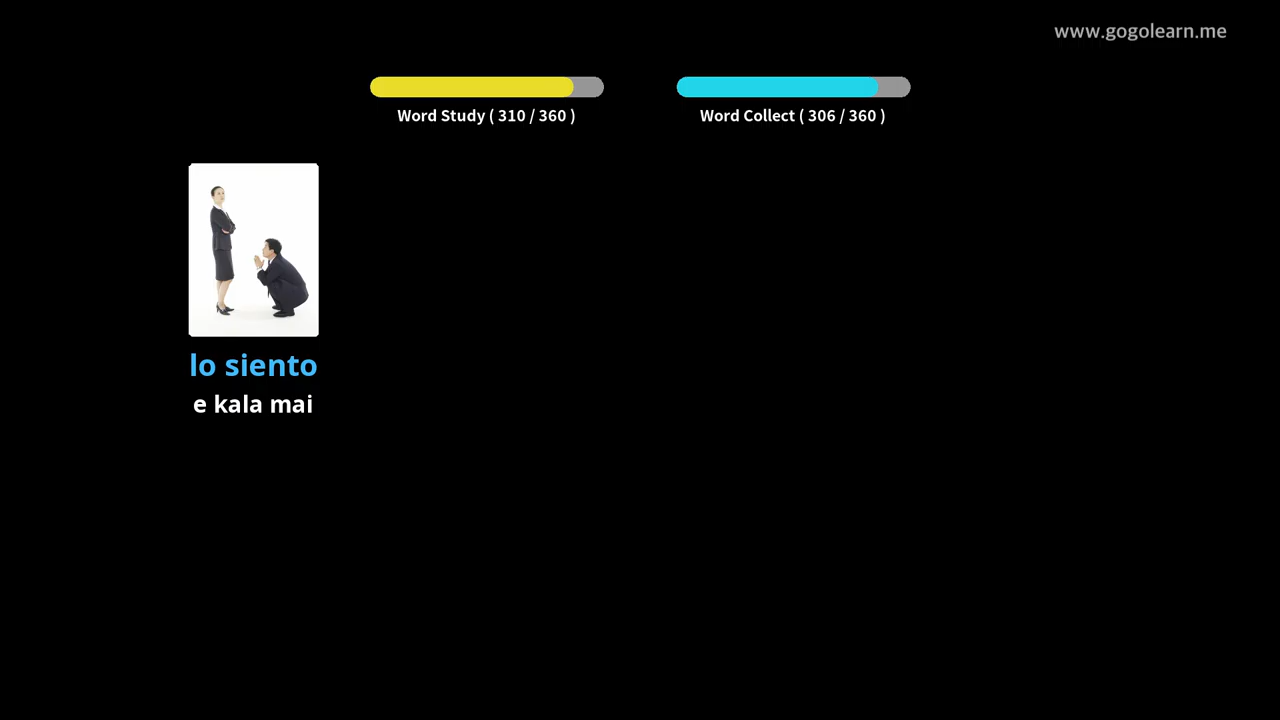 www.gogolearn.me
Word Study ( 310 / 360 )
Word Collect ( 306 / 360 )
lo siento
e kala mai